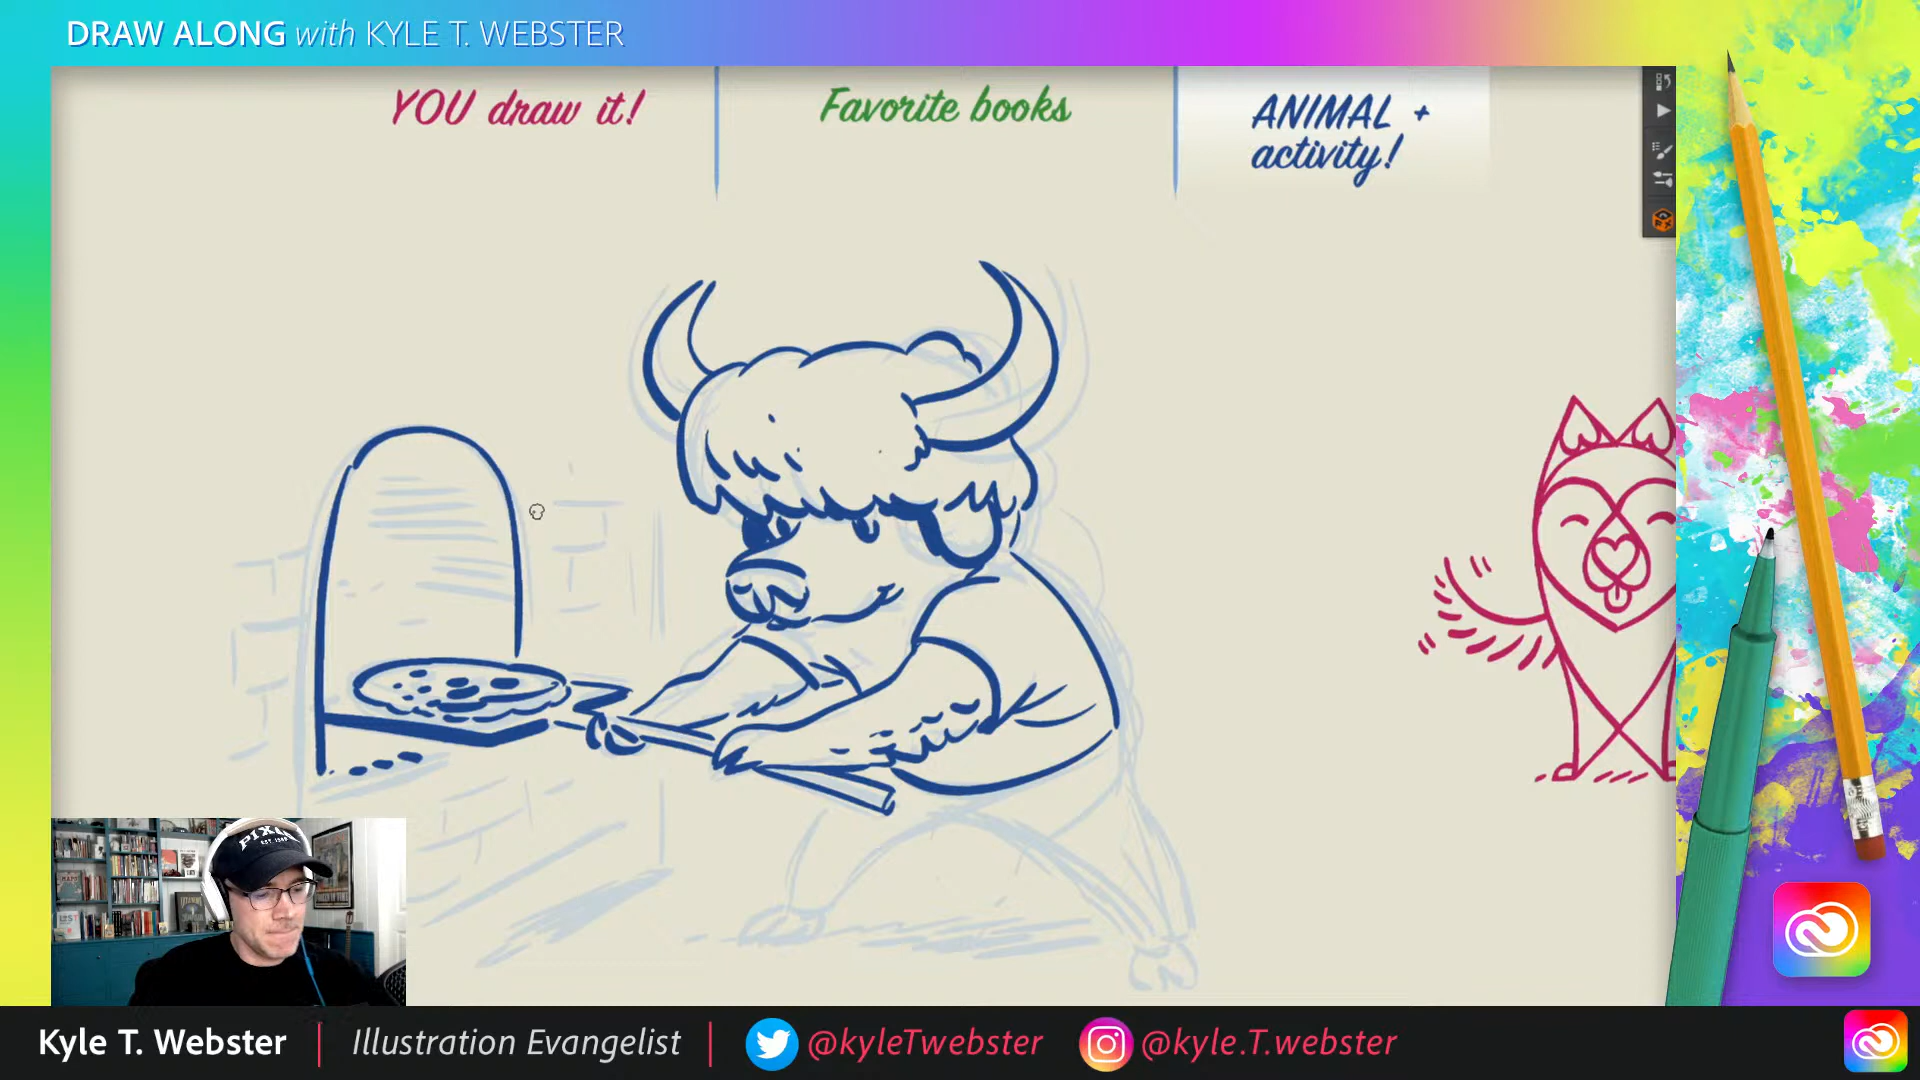 DRAW ALONG with KYLE T. WEBSTER
YOU draw it!
Favorite books
ANIMAL +
activity!
Kyle T. Webster | Illustration Evangelist | @kyleTwebster @kyle.T.webster